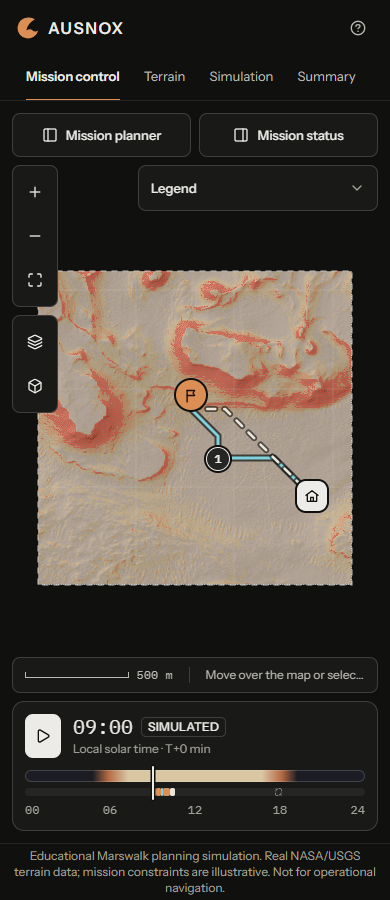 AUSNOX
Mission control Terrain Simulation Summary
Mission planner Mission status
Legend
1
500 m Move over the map or selec...
09:00 SIMULATED
Local solar time · T+0 min
00 06 12 18 24
Educational Marswalk planning simulation. Real NASA/USGS
terrain data; mission constraints are illustrative. Not for operational
navigation.